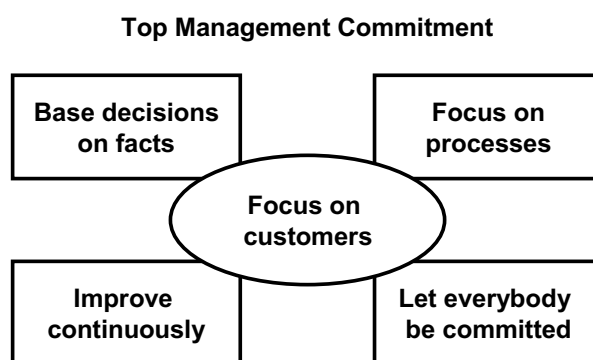 Top Management Commitment
Base decisions
on facts
Focus on
processes
Focus on
customers
Improve
continuously
Let everybody
be committed